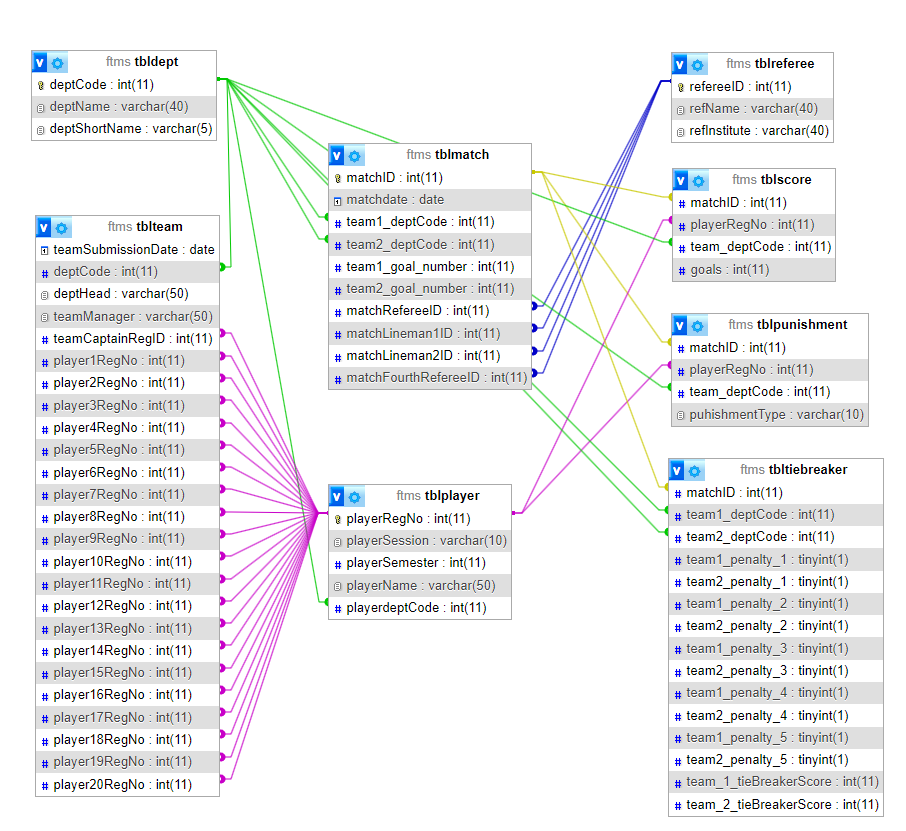 v ftms tbldept
deptCode : int(11)
deptName : varchar(40)
deptShortName : varchar(5)
v ftms tblteam
teamSubmissionDate : date
# deptCode : int(11)
deptHead : varchar(50)
teamManager : varchar(50)
# teamCaptainRegID : int(11)
# player1RegNo : int(11)
# player2RegNo : int(11)
# player3RegNo : int(11)
# player4RegNo : int(11)
# player5RegNo : int(11)
# player6RegNo : int(11)
# player7RegNo : int(11)
# player8RegNo : int(11)
# player9RegNo : int(11)
# player10RegNo : int(11)
# player11RegNo : int(11)
# player12RegNo : int(11)
# player13RegNo : int(11)
# player14RegNo : int(11)
# player15RegNo : int(11)
# player16RegNo : int(11)
# player17RegNo : int(11)
# player18RegNo : int(11)
# player19RegNo : int(11)
# player20RegNo : int(11)
v ftms tblmatch
matchID : int(11)
matchdate : date
# team1_deptCode : int(11)
# team2_deptCode : int(11)
# team1_goal_number : int(11)
# team2_goal_number : int(11)
# matchRefereeID : int(11)
# matchLineman1ID : int(11)
# matchLineman2ID : int(11)
# matchFourthRefereeID : int(11)
v ftms tblplayer
playerRegNo : int(11)
playerSession : varchar(10)
# playerSemester : int(11)
playerName : varchar(50)
# playerdeptCode : int(11)
v ftms tblreferee
refereeID : int(11)
refName : varchar(40)
refInstitute : varchar(40)
v ftms tblscore
# matchID : int(11)
# playerRegNo : int(11)
# team_deptCode : int(11)
# goals : int(11)
v ftms tblpunishment
# matchID : int(11)
# playerRegNo : int(11)
# team_deptCode : int(11)
puhishmentType : varchar(10)
v ftms tbltiebreaker
# matchID : int(11)
# team1_deptCode : int(11)
# team2_deptCode : int(11)
# team1_penalty_1 : tinyint(1)
# team2_penalty_1 : tinyint(1)
# team1_penalty_2 : tinyint(1)
# team2_penalty_2 : tinyint(1)
# team1_penalty_3 : tinyint(1)
# team2_penalty_3 : tinyint(1)
# team1_penalty_4 : tinyint(1)
# team2_penalty_4 : tinyint(1)
# team1_penalty_5 : tinyint(1)
# team2_penalty_5 : tinyint(1)
# team_1_tieBreakerScore : int(11)
# team_2_tieBreakerScore : int(11)